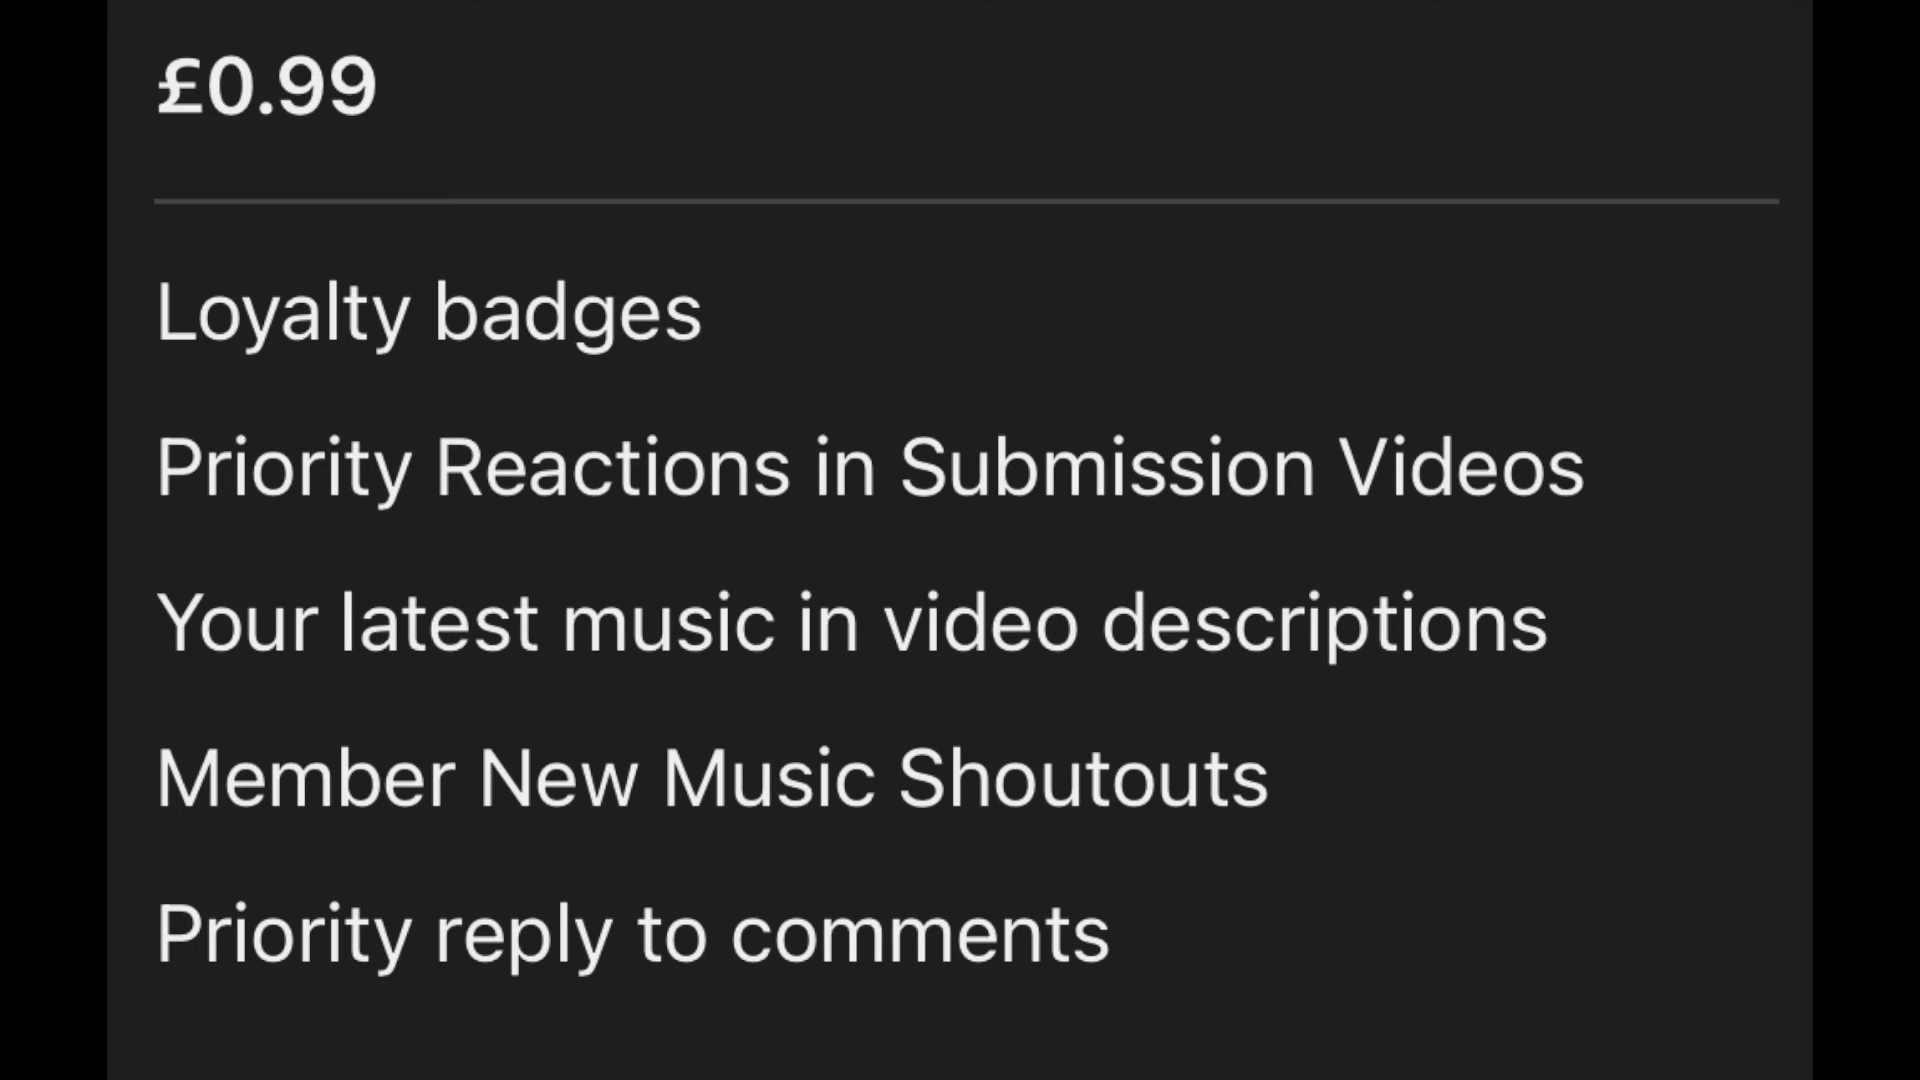 £0.99
Loyalty badges
Priority Reactions in Submission Videos
Your latest music in video descriptions
Member New Music Shoutouts
Priority reply to comments